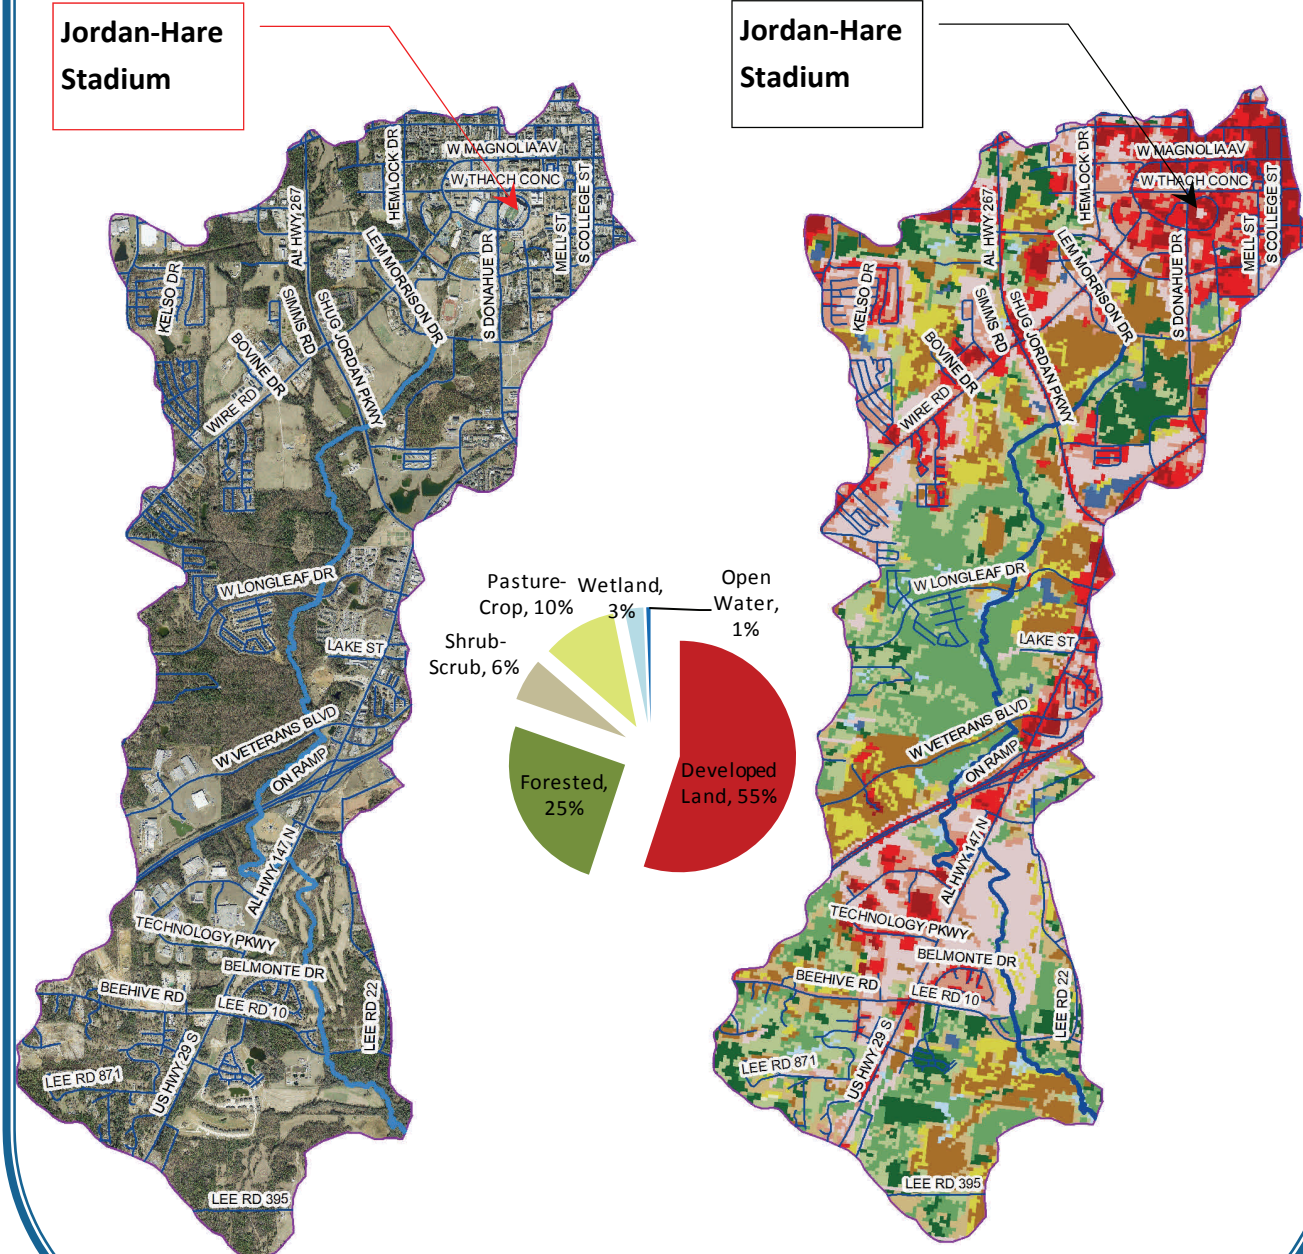 Jordan-Hare
Stadium
W MAGNOLIA AV
W THACH CONC
HEMLOCK DR
AL HWY 267
S COLLEGE ST
MELL ST
S DONAHUE DR
LEM MORRISON DR
KELSO DR
SIMMS RD
SHUG JORDAN PKWY
BOVINE DR
WIRE RD
W LONGLEAF DR
LAKE ST
W VETERANS BLVD
ON RAMP
AL HWY 147 N
TECHNOLOGY PKWY
BELMONTE DR
BEEHIVE RD
LEE RD 10
LEE RD 22
US HWY 29 S
LEE RD 871
LEE RD 395
Pasture-
Crop, 10%
Wetland,
3%
Open
Water,
1%
Shrub-
Scrub, 6%
Forested,
25%
Developed
Land, 55%
Jordan-Hare
Stadium
W MAGNOLIA AV
W THACH CONC
HEMLOCK DR
AL HWY 267
S COLLEGE ST
MELL ST
S DONAHUE DR
LEM MORRISON DR
KELSO DR
SIMMS RD
SHUG JORDAN PKWY
BOVINE DR
WIRE RD
W LONGLEAF DR
LAKE ST
W VETERANS BLVD
ON RAMP
AL HWY 147 N
TECHNOLOGY PKWY
BELMONTE DR
BEEHIVE RD
LEE RD 10
LEE RD 22
US HWY 29 S
LEE RD 871
LEE RD 395